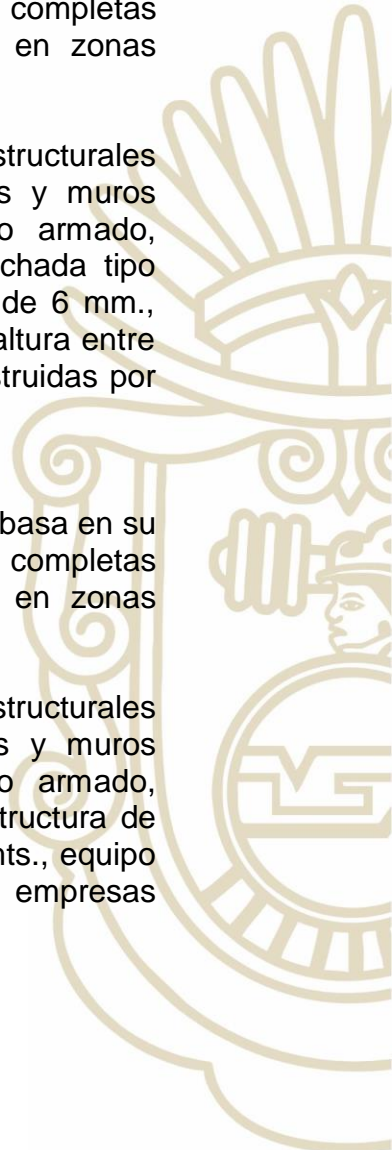 completas
en zonas
structurales
s y muros
o armado,
chada tipo
de 6 mm.,
altura entre
struidas por
basa en su
completas
en zonas
structurales
s y muros
o armado,
tructura de
nts., equipo
empresas